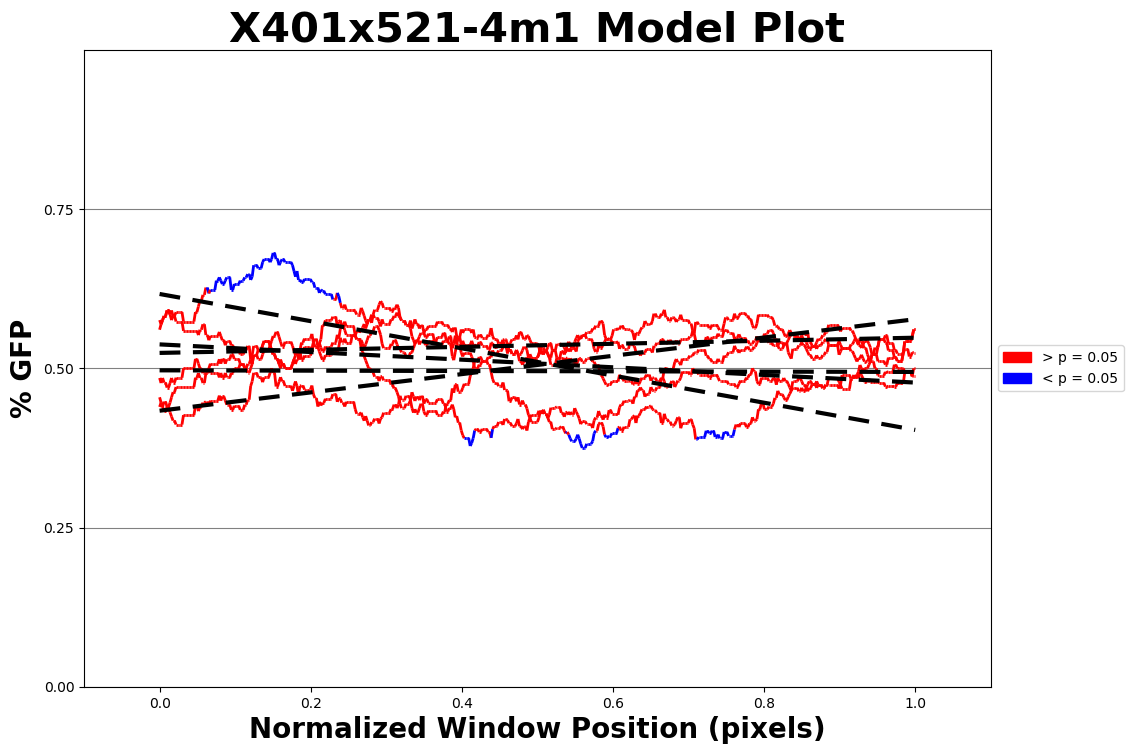 X401x521-4m1 Model Plot
% GFP
0.75
0.50
0.25
0.00
0.0 0.2 0.4 0.6 0.8 1.0
Normalized Window Position (pixels)
> p = 0.05
< p = 0.05